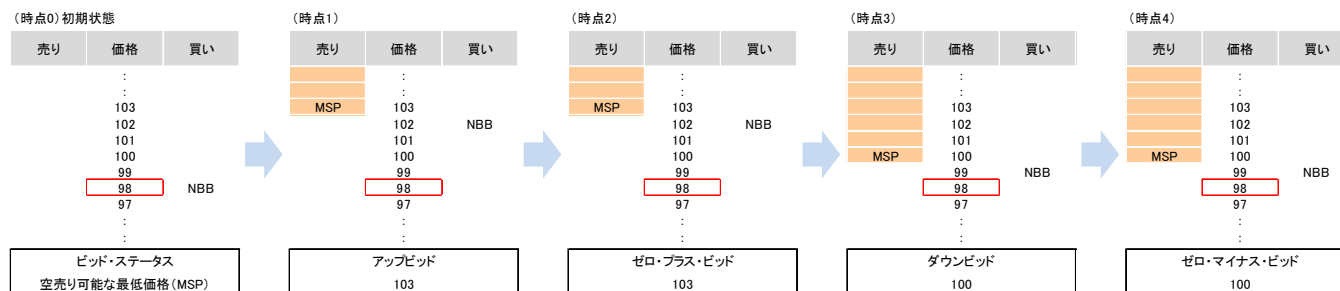 (時点0)初期状態
売り 価格 買い
:
:
103
102
101
100
99
98 NBB
97
:
:
ビッド・ステータス
空売り可能な最低価格(MSP)
(時点1)
売り 価格 買い
:
:
MSP 103
102 NBB
101
100
99
98
97
:
:
アップビッド
103
(時点2)
売り 価格 買い
:
:
MSP 103
102 NBB
101
100
99
98
97
:
:
ゼロ・プラス・ビッド
103
(時点3)
売り 価格 買い
:
:
103
102
101
MSP 100
99 NBB
98
97
:
:
ダウンビッド
100
(時点4)
売り 価格 買い
:
:
103
102
101
MSP 100
99 NBB
98
97
:
:
ゼロ・マイナス・ビッド
100